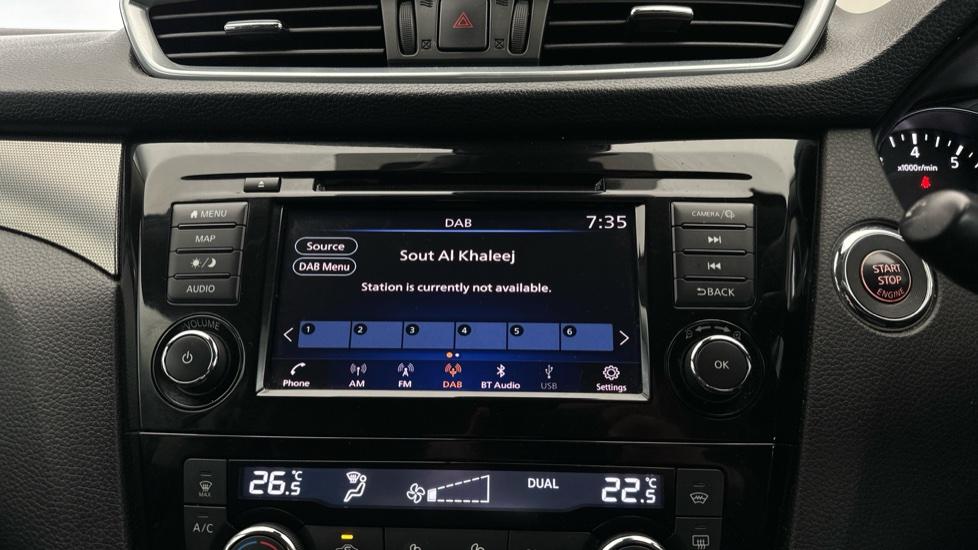 DAB
7:35
Source
DAB Menu
Sout Al Khaleej
Station is currently not available.
1 2 3 4 5 6
Phone AM FM DAB BT Audio USB Settings
MENU
MAP
AUDIO
VOLUME
CAMERA/
BACK
OK
4 5
x1000r/min
START
STOP
ENGINE
26.5°C
DUAL
22.5°C
MAX
A/C